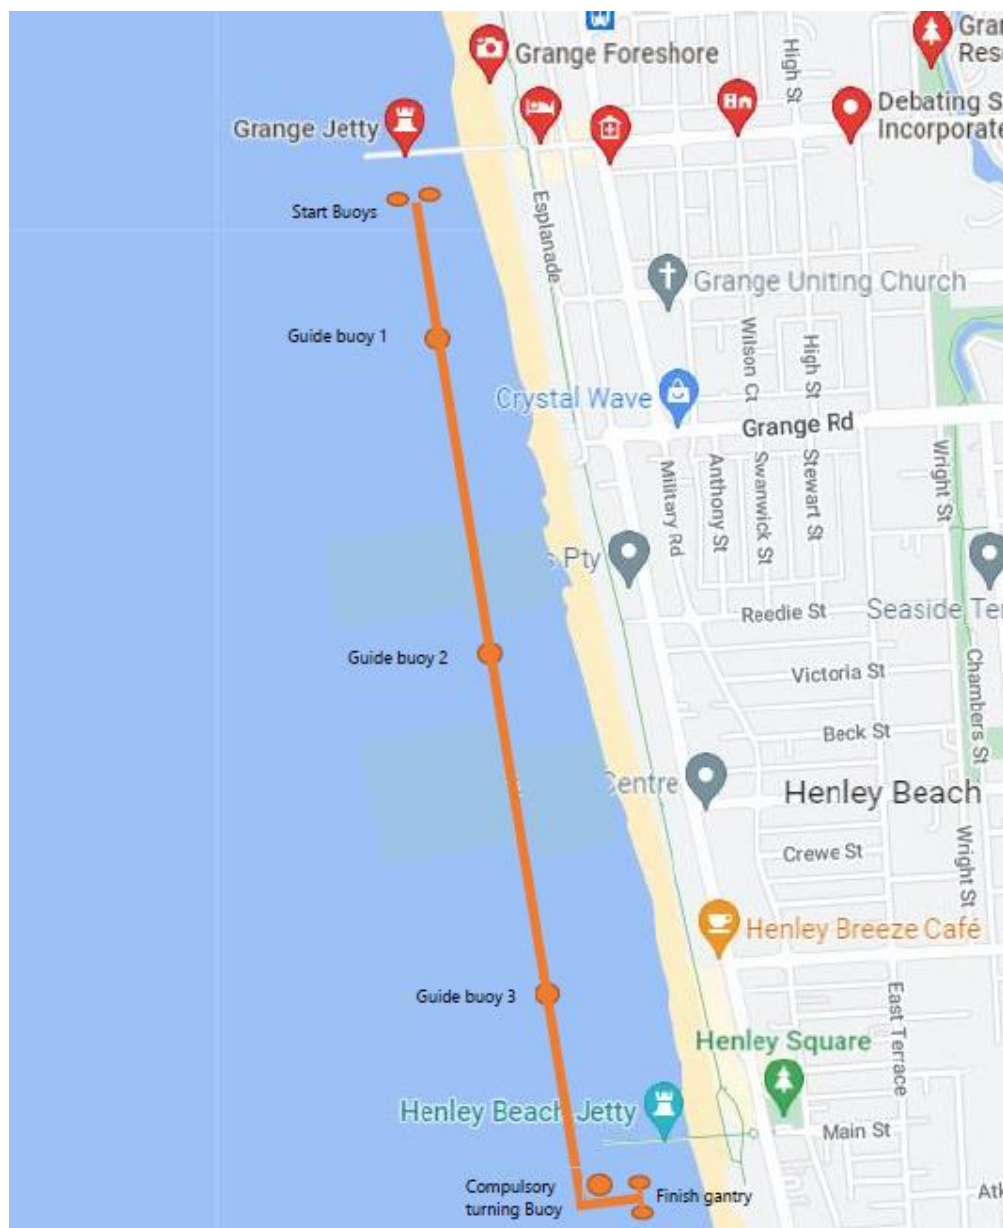 Grange Foreshore
Gran
Rese
High St
Debating S
Incorporate
Grange Jetty
Start Buoys
Esplanade
Grange Uniting Church
Guide buoy 1
Wilson Ct
High St
Crystal Wave
Grange Rd
Military Rd
Anthony St
Swanwick St
Stewart St
Wright St
s Pty
Reedie St
Seaside Ter
Guide buoy 2
Victoria St
Chambers St
Beck St
Centre
Henley Beach
Crewe St
Wright St
Henley Breeze Café
Guide buoy 3
East Terrace
Henley Square
Henley Beach Jetty
Main St
Compulsory
turning Buoy
Finish gantry
Atk